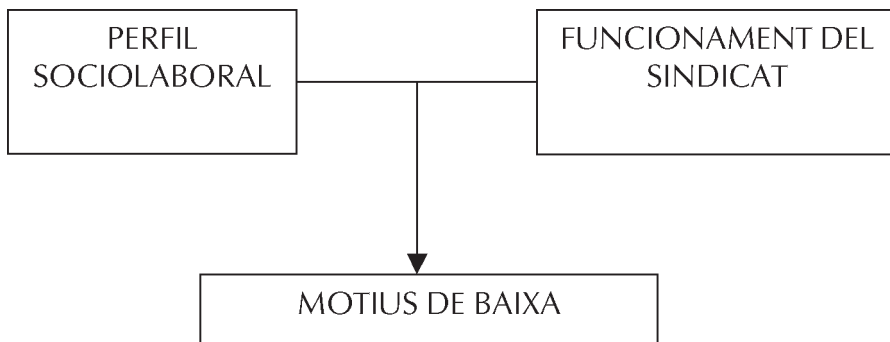 PERFIL
SOCIOLABORAL
FUNCIONAMENT DEL
SINDICAT
MOTIUS DE BAIXA